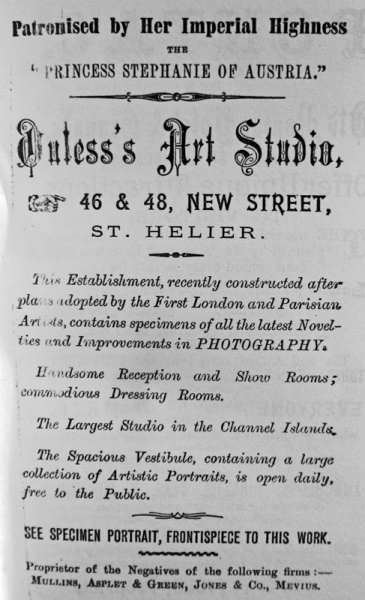 Patronised by Her Imperial Highness
THE
"PRINCESS STEPHANIE OF AUSTRIA."
Ouless's Art Studio,
46 & 48, NEW STREET,
ST. HELIER.
This Establishment, recently constructed after
plans adopted by the First London and Parisian
Artists, contains specimens of all the latest Novel-
ties and Improvements in PHOTOGRAPHY.
Handsome Reception and Show Rooms;
commodious Dressing Rooms.
The Largest Studio in the Channel Islands.
The Spacious Vestibule, containing a large
collection of Artistic Portraits, is open daily,
free to the Public.
SEE SPECIMEN PORTRAIT, FRONTISPIECE TO THIS WORK.
Proprietor of the Negatives of the following firms :—
MULLINS, ASPLET & GREEN, JONES & CO., MEVIUS.